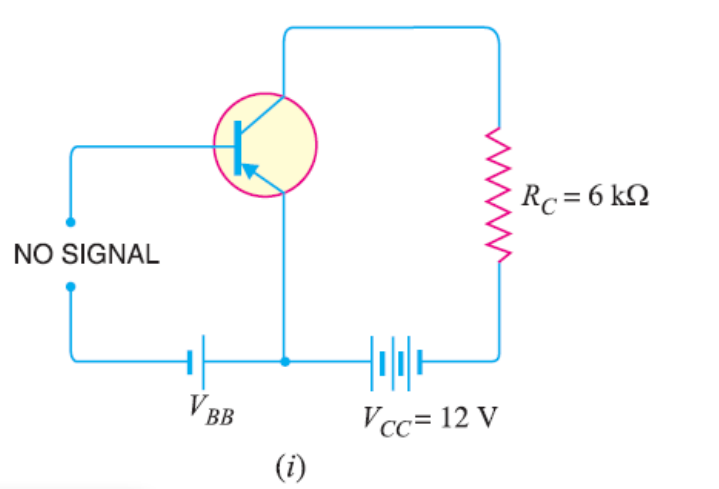 R_C = 6 kΩ
NO SIGNAL
V_BB
V_CC = 12 V
(i)